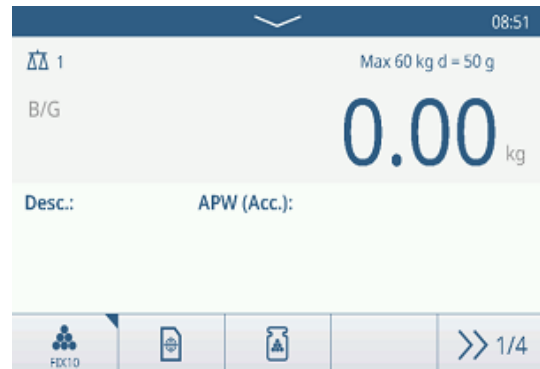 08:51
1
Max 60 kg d = 50 g
B/G
0.00 kg
Desc.: APW (Acc.):
FIX10
1/4